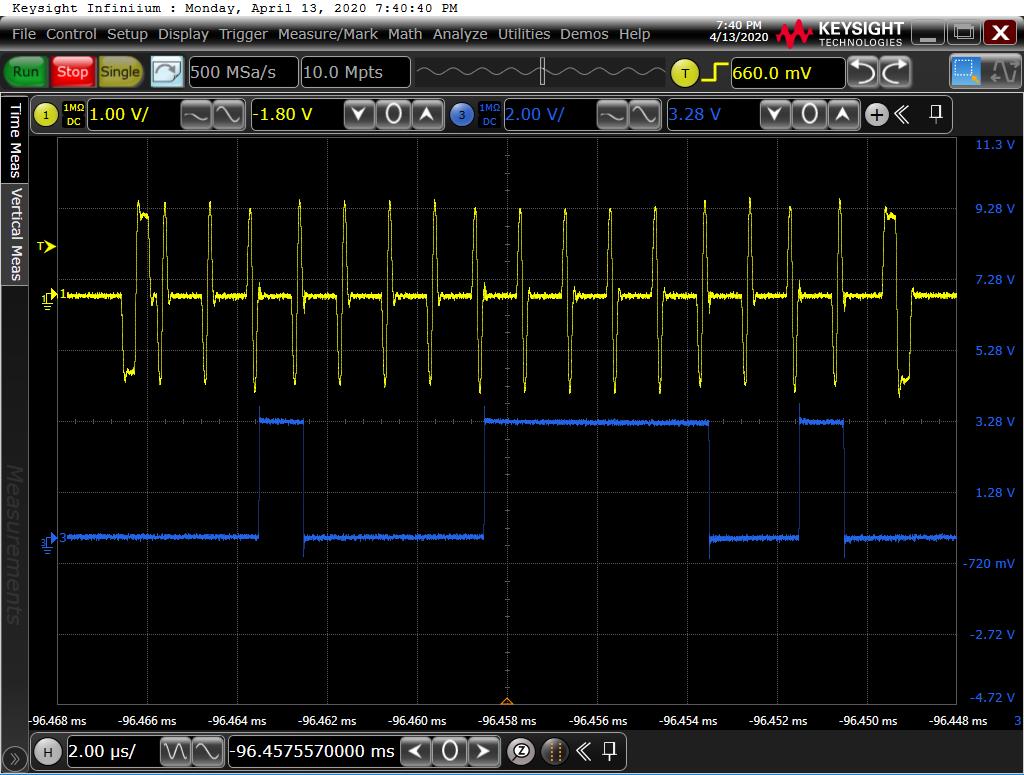 Keysight Infiniium : Monday, April 13, 2020 7:40:40 PM
File Control Setup Display Trigger Measure/Mark Math Analyze Utilities Demos Help
7:40 PM
4/13/2020
KEYSIGHT
TECHNOLOGIES
Run Stop Single 500 MSa/s 10.0 Mpts T 660.0 mV
1 1MΩ DC 1.00 V/ -1.80 V 0 3 1MΩ DC 2.00 V/ 3.28 V 0
Time Meas
Vertical Meas
Measurements
11.3 V
9.28 V
T
7.28 V
1 1
5.28 V
3.28 V
1.28 V
3 3
-720 mV
-2.72 V
-4.72 V
-96.468 ms -96.466 ms -96.464 ms -96.462 ms -96.460 ms -96.458 ms -96.456 ms -96.454 ms -96.452 ms -96.450 ms -96.448 ms 3
H 2.00 µs/ -96.4575570000 ms 0 Z